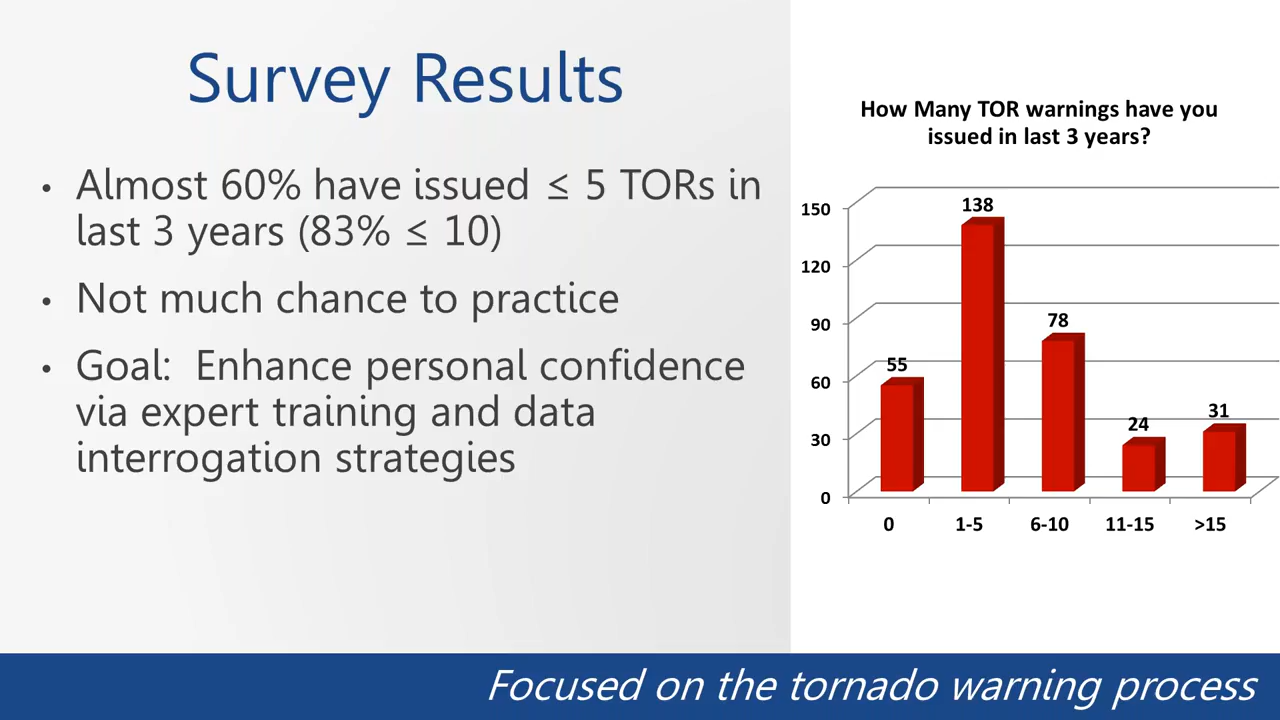 Survey Results
• Almost 60% have issued ≤ 5 TORs in
last 3 years (83% ≤ 10)
• Not much chance to practice
• Goal:  Enhance personal confidence
via expert training and data
interrogation strategies
How Many TOR warnings have you
issued in last 3 years?
150
120
90
60
30
0
55
138
78
24
31
0
1-5
6-10
11-15
>15
Focused on the tornado warning process